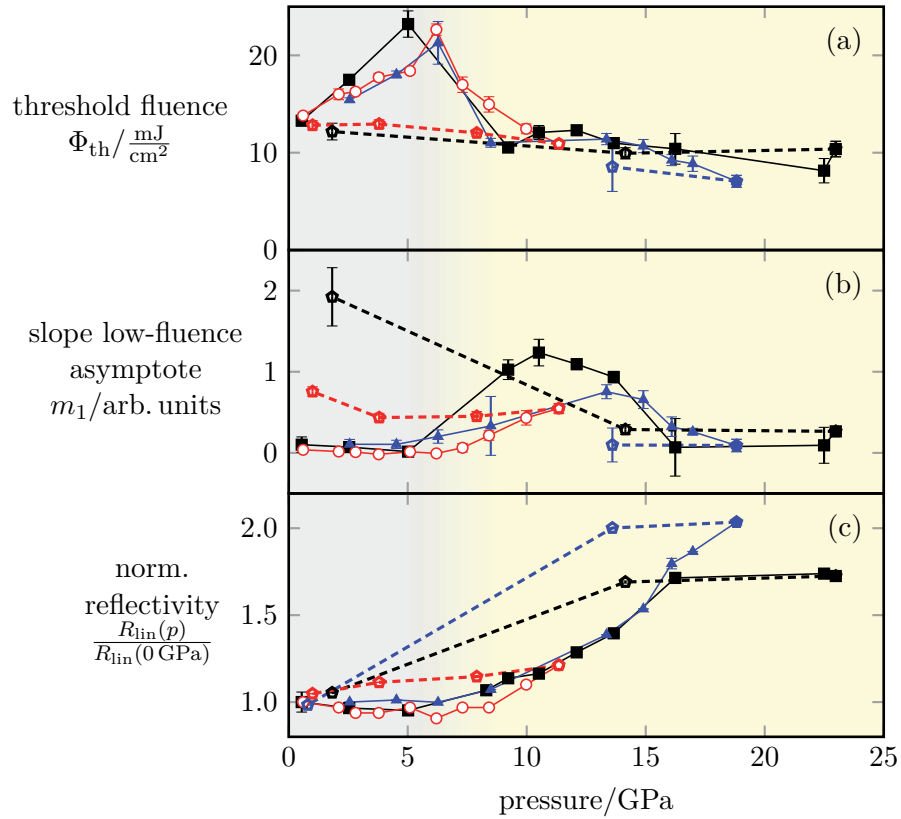 (a)
20
10
0
threshold fluence
Φth/ mJ/cm²
(b)
2
1
0
slope low-fluence
asymptote
m₁/arb. units
(c)
2.0
1.5
1.0
norm.
reflectivity
Rlin(p)
Rlin(0 GPa)
0 5 10 15 20 25
pressure/GPa